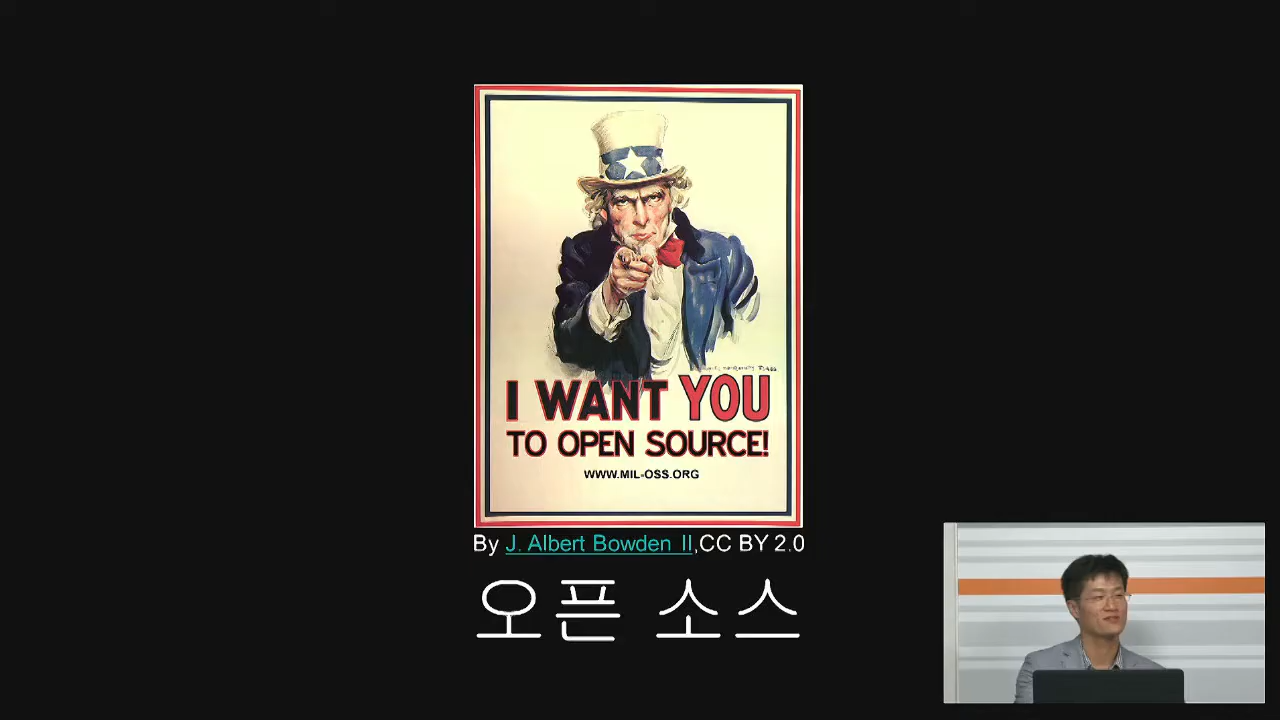 I WANT YOU
TO OPEN SOURCE!
WWW.MIL-OSS.ORG
By J. Albert Bowden II,CC BY 2.0
오픈 소스